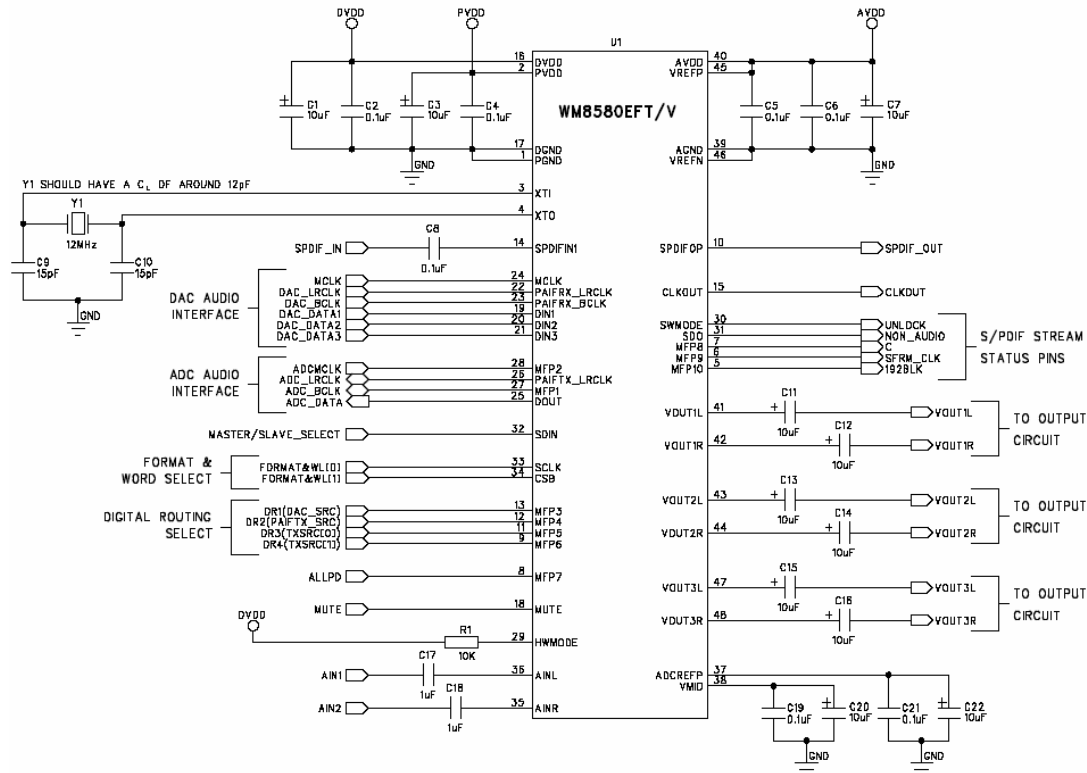 DVDD PVDD AVDD
U1
WM8580EFT/V
16 DVDD
2 PVDD
17 DGND
1 PGND
40 AVDD
45 VREFP
39 AGND
46 VREFN
+ C1 10uF
C2 0.1uF
+ C3 10uF
C4 0.1uF
GND
C5 0.1uF
C6 0.1uF
+ C7 10uF
GND
Y1 SHOULD HAVE A CL OF AROUND 12pF
Y1
12MHz
C9 15pF
C10 15pF
GND
3 XTI
4 XTO
SPDIF_IN C8 0.1uF 14 SPDIFIN1
DAC AUDIO
INTERFACE
MCLK 24 MCLK
DAC_LRCLK 22 PAIFRX_LRCLK
DAC_BCLK 23 PAIFRX_BCLK
DAC_DATA1 19 DIN1
DAC_DATA2 20 DIN2
DAC_DATA3 21 DIN3
ADC AUDIO
INTERFACE
ADCMCLK 28 MFP2
ADC_LRCLK 26 PAIFTX_LRCLK
ADC_BCLK 27 MFP1
ADC_DATA 25 DOUT
MASTER/SLAVE_SELECT 32 SDIN
FORMAT &
WORD SELECT
FORMAT&WL[0] 33 SCLK
FORMAT&WL[1] 34 CSB
DIGITAL ROUTING
SELECT
DR1(DAC_SRC) 13 MFP3
DR2(PAIFTX_SRC) 12 MFP4
DR3(TXSRC[0]) 11 MFP5
DR4(TXSRC[1]) 9 MFP6
ALLPD 8 MFP7
MUTE 18 MUTE
DVDD R1 10K 29 HWMODE
AIN1 C17 1uF 36 AINL
AIN2 C18 1uF 35 AINR
SPDIFOP 10 SPDIF_OUT
CLKOUT 15 CLKOUT
SWMODE 30 UNLOCK
SDO 31 NON_AUDIO
MFP8 7 C
MFP9 6 SFRM_CLK
MFP10 5 192BLK
S/PDIF STREAM
STATUS PINS
VOUT1L 41 + C11 10uF VOUT1L
VOUT1R 42 + C12 10uF VOUT1R
TO OUTPUT
CIRCUIT
VOUT2L 43 + C13 10uF VOUT2L
VOUT2R 44 + C14 10uF VOUT2R
TO OUTPUT
CIRCUIT
VOUT3L 47 + C15 10uF VOUT3L
VOUT3R 48 + C16 10uF VOUT3R
TO OUTPUT
CIRCUIT
ADCREFP 37
VMID 38
C19 0.1uF
+ C20 10uF
GND
C21 0.1uF
+ C22 10uF
GND